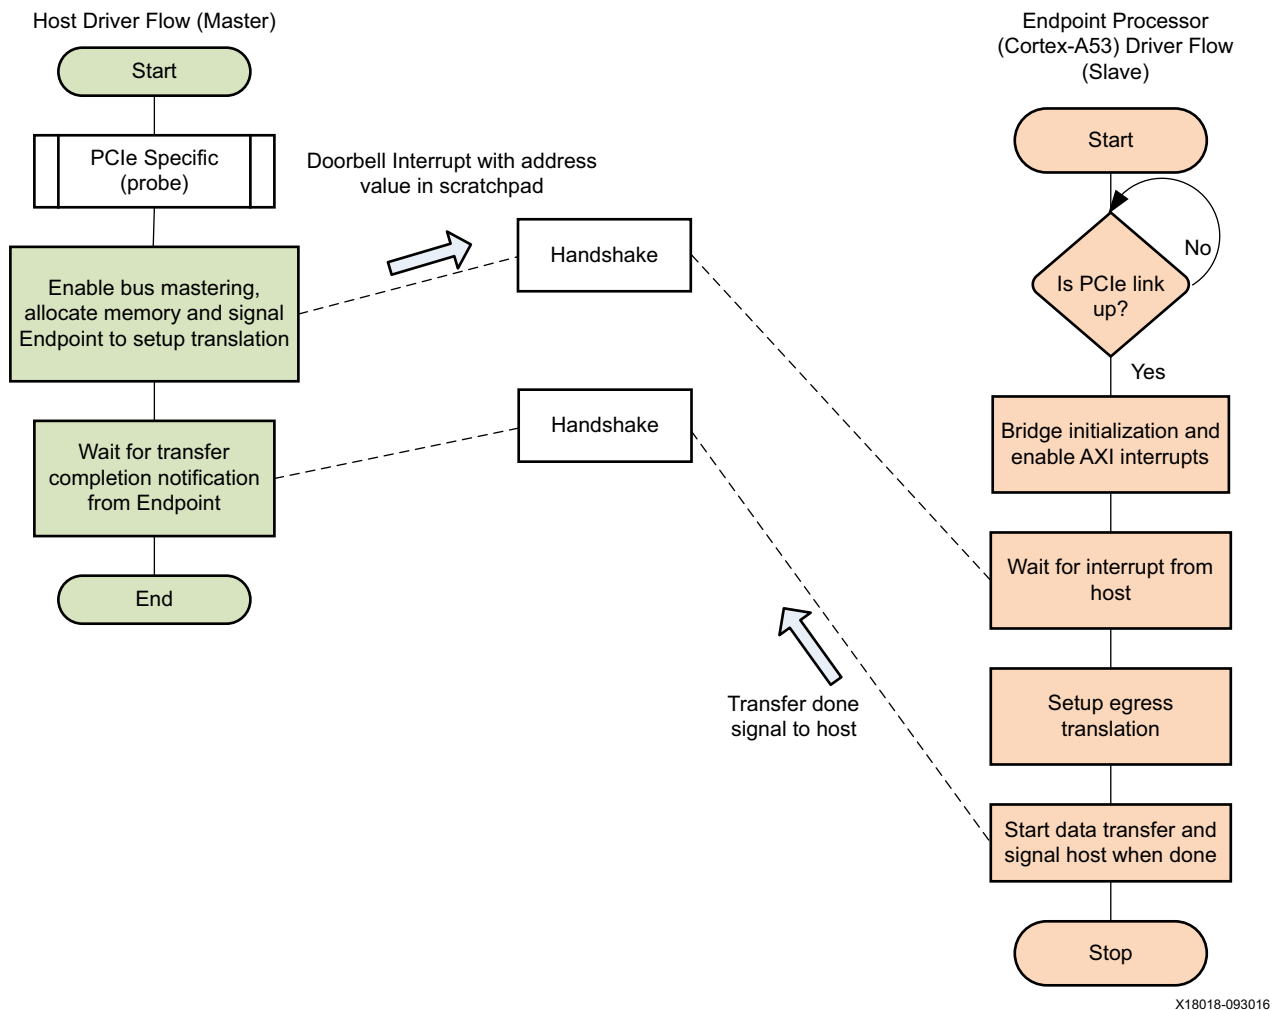 Host Driver Flow (Master)
Start
PCIe Specific
(probe)
Enable bus mastering,
allocate memory and signal
Endpoint to setup translation
Wait for transfer
completion notification
from Endpoint
End
Doorbell Interrupt with address
value in scratchpad
Handshake
Handshake
Transfer done
signal to host
Endpoint Processor
(Cortex-A53) Driver Flow
(Slave)
Start
No
Is PCIe link
up?
Yes
Bridge initialization and
enable AXI interrupts
Wait for interrupt from
host
Setup egress
translation
Start data transfer and
signal host when done
Stop
X18018-093016